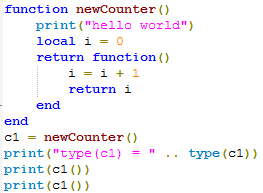 function newCounter()
    print("hello world")
    local i = 0
    return function()
        i = i + 1
        return i
    end
end
c1 = newCounter()
print("type(c1) = " .. type(c1))
print(c1())
print(c1())